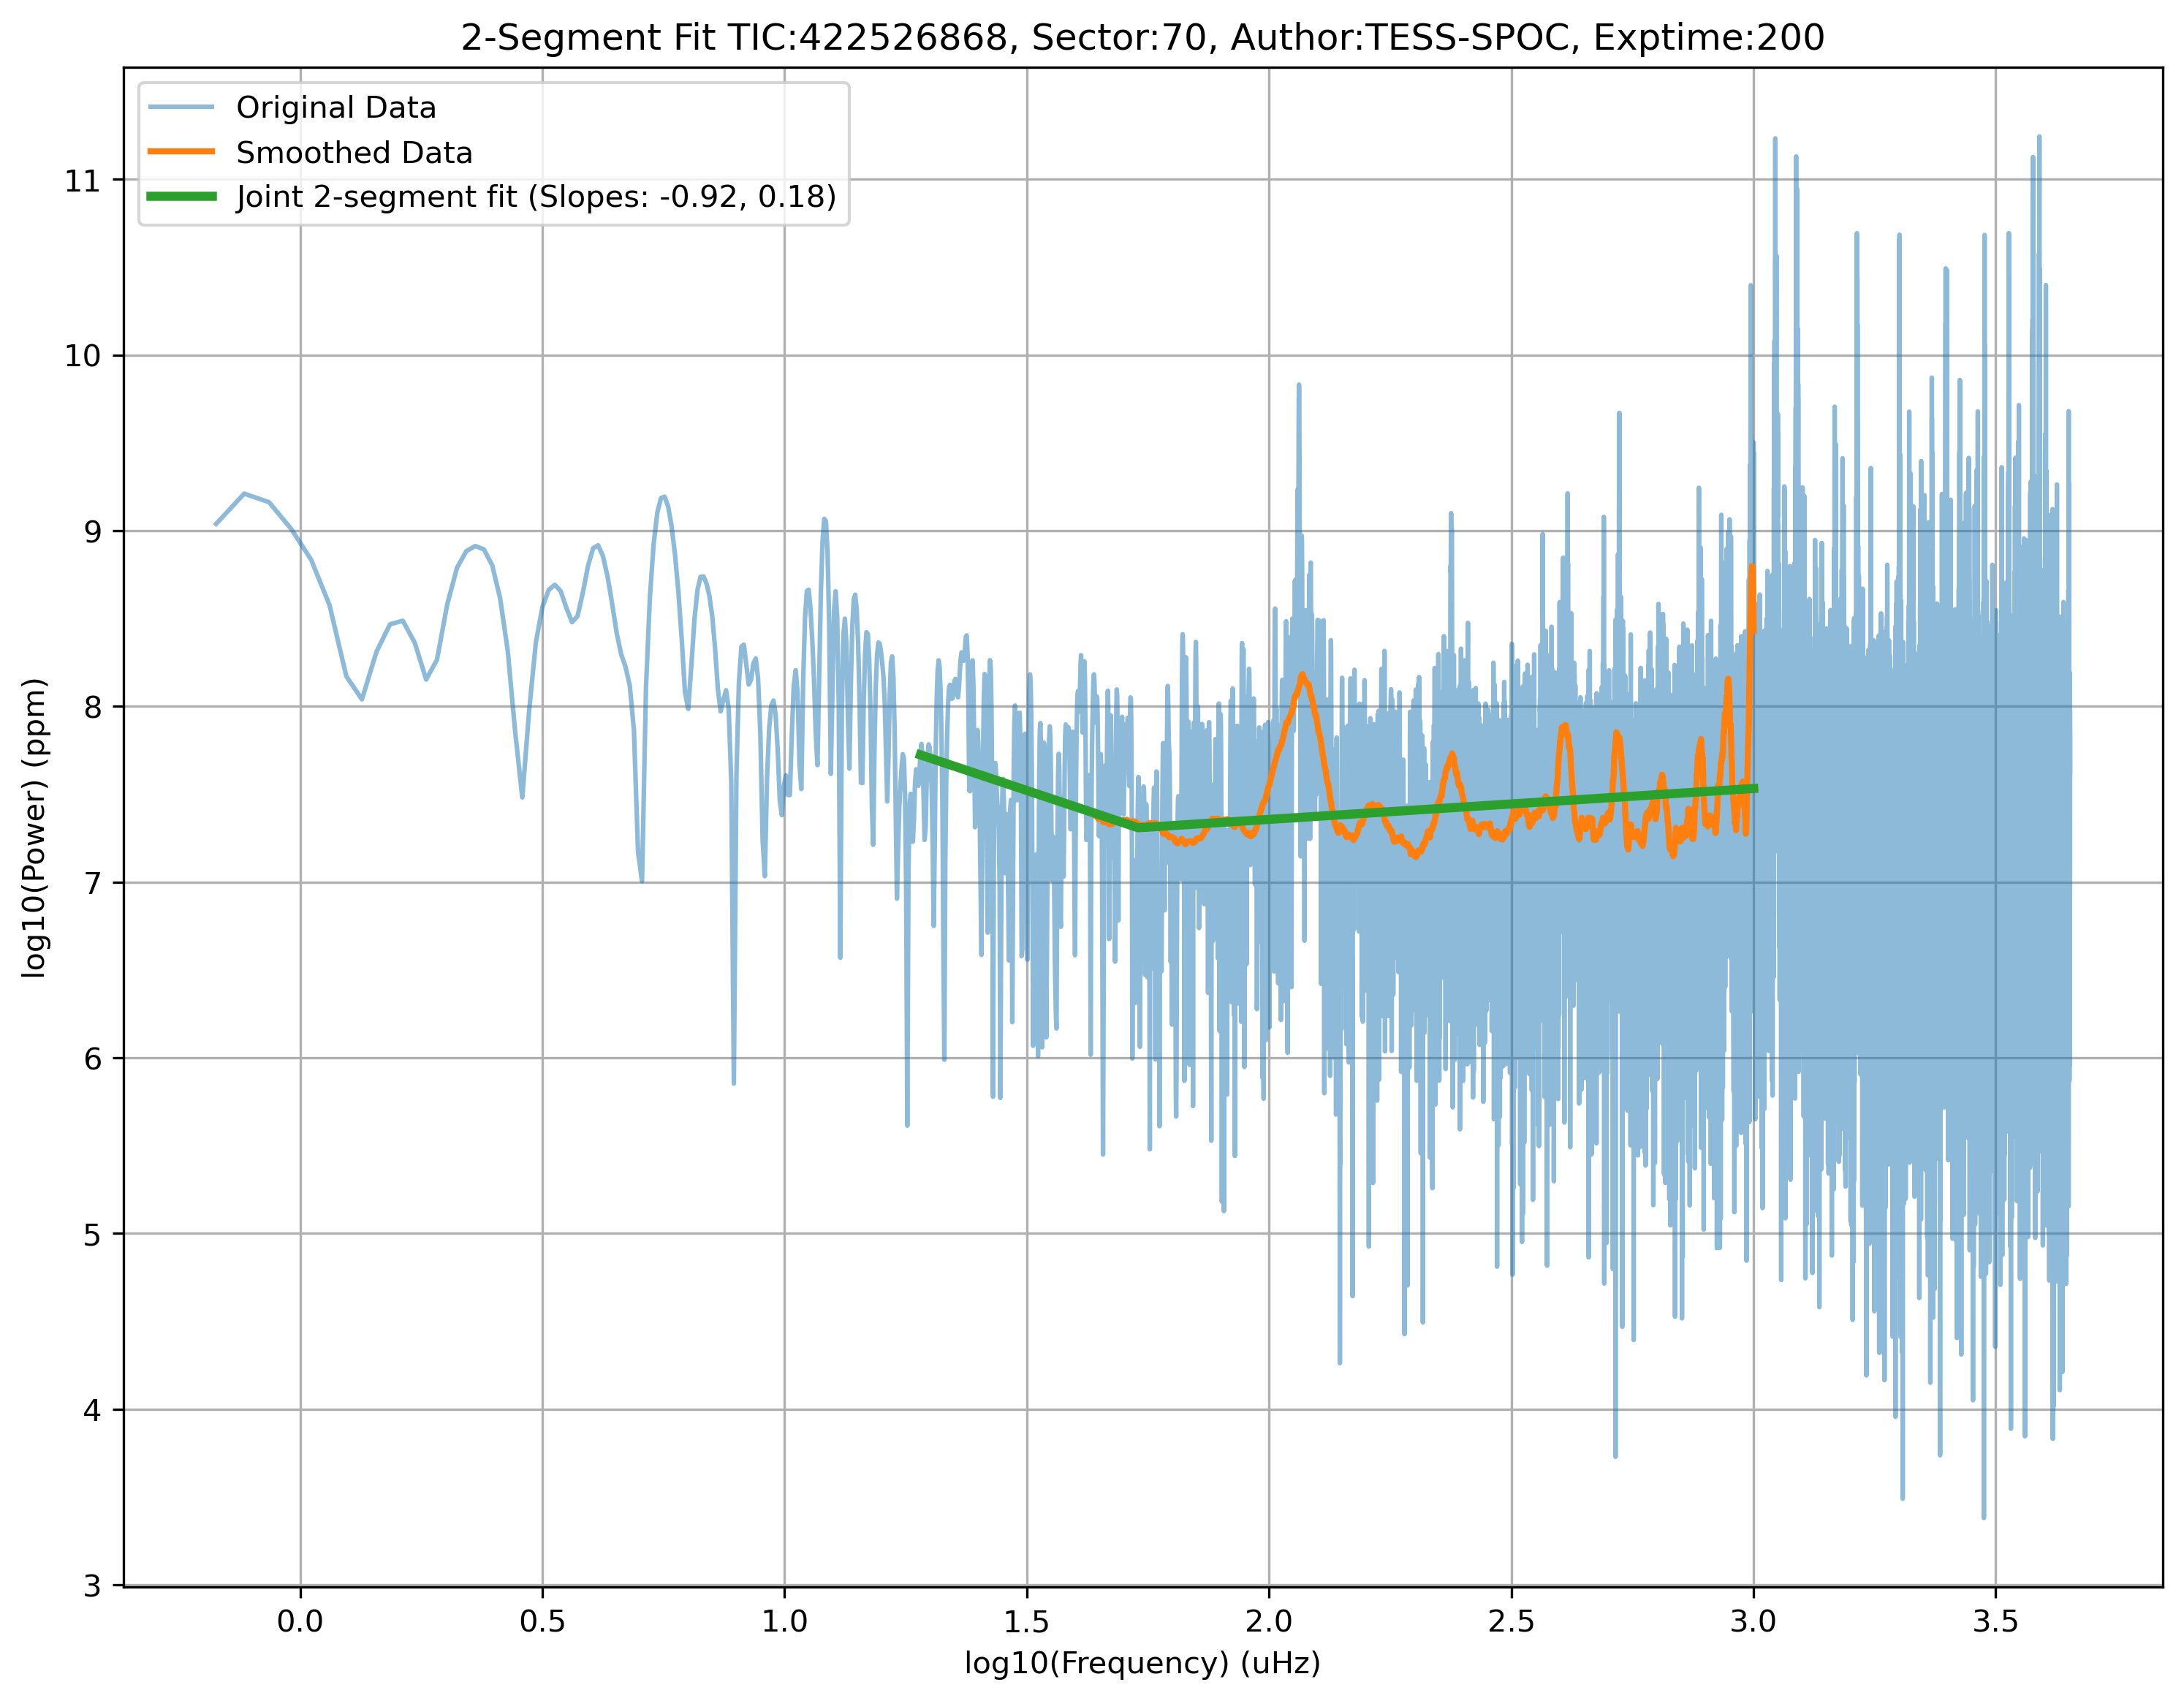 2-Segment Fit TIC:422526868, Sector:70, Author:TESS-SPOC, Exptime:200
Original Data
Smoothed Data
Joint 2-segment fit (Slopes: -0.92, 0.18)
log10(Power) (ppm)
11
10
9
8
7
6
5
4
3
0.0 0.5 1.0 1.5 2.0 2.5 3.0 3.5
log10(Frequency) (uHz)